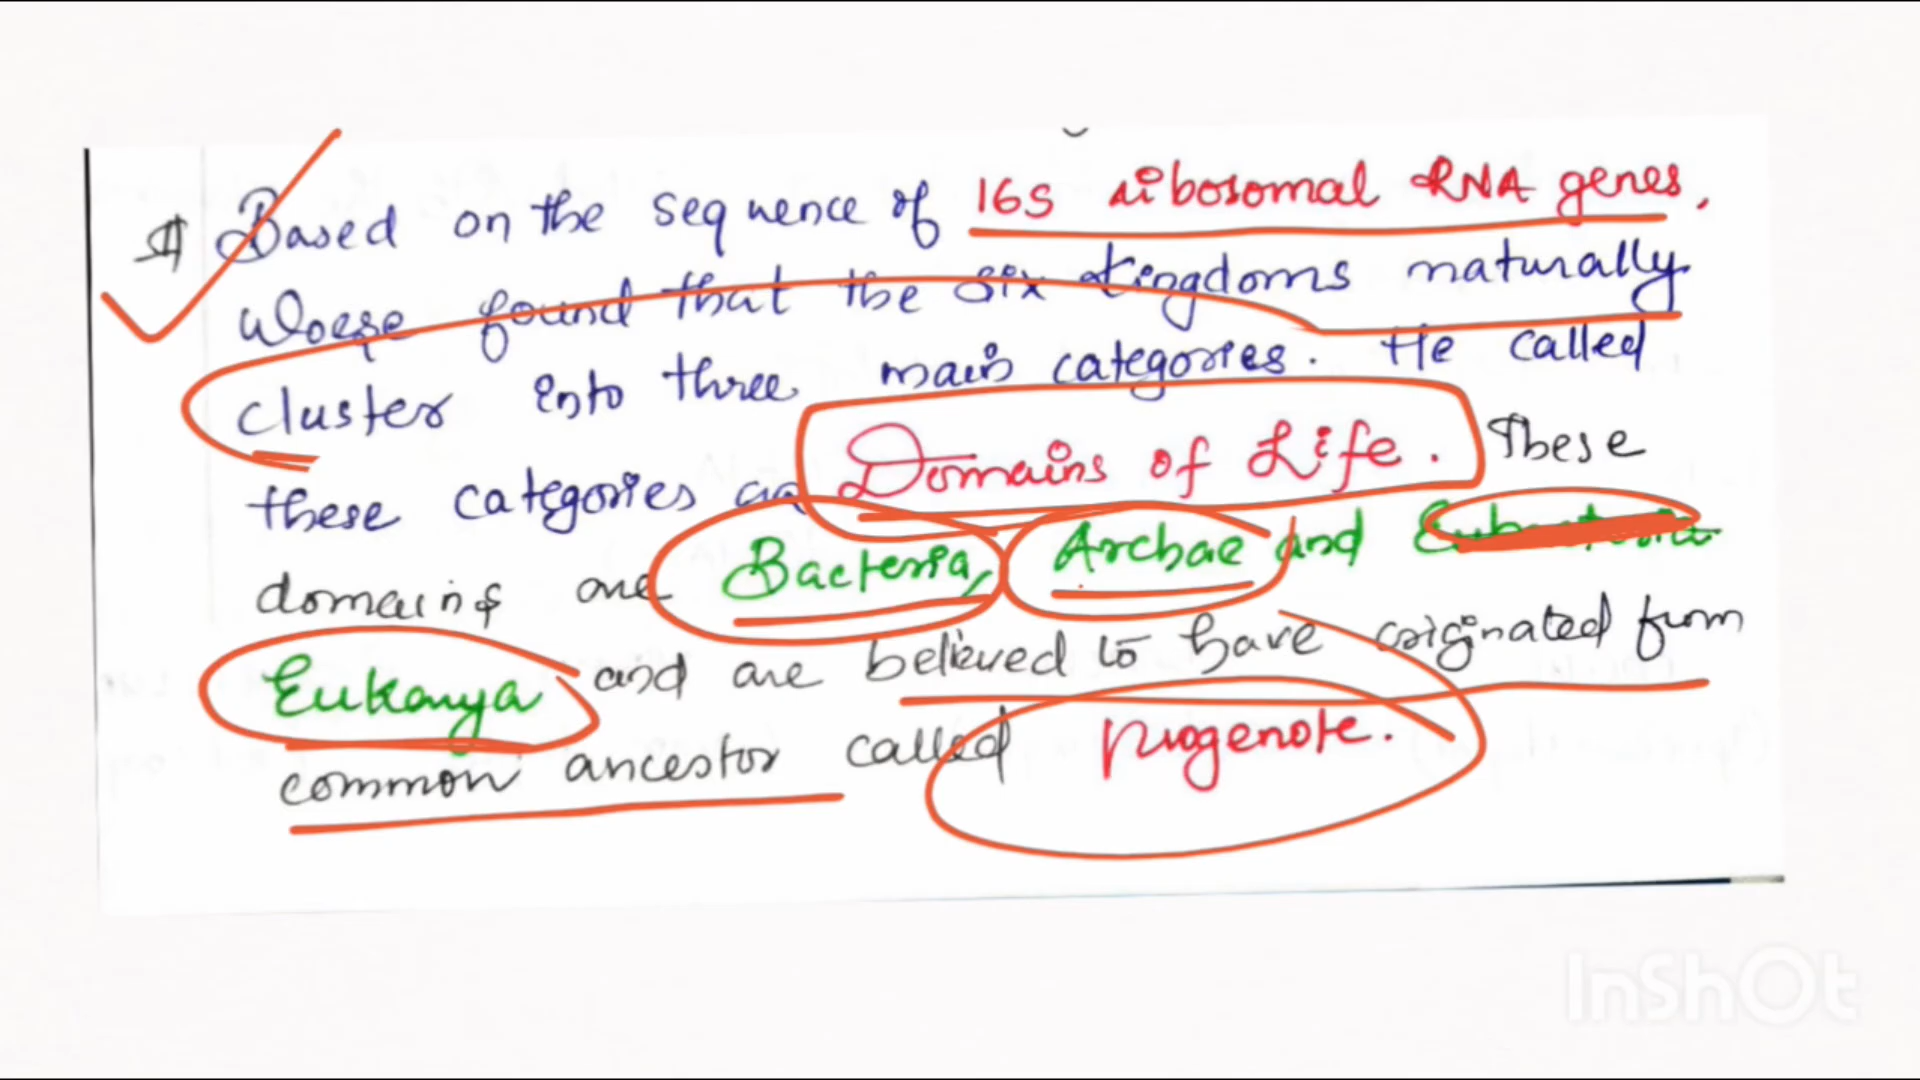 # Based on the sequence of 16S ribosomal RNA genes.
Woese found that the six kingdoms naturally
cluster into three main categories. He called
these categories as Domains of Life. These
domains are Bacteria, Archae and
Eukarya and are believed to have originated from
common ancestor called progenote.
InShOt